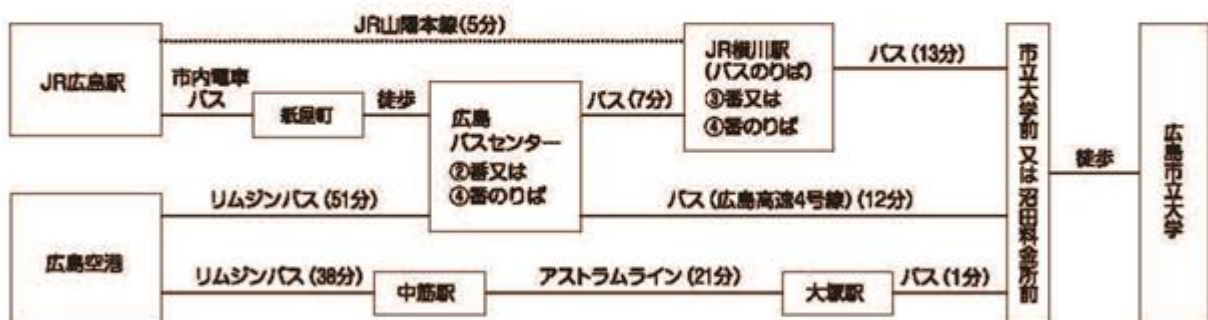 JR山陽本線(5分)
JR広島駅
市内電車
バス
紙屋町
徒歩
広島
バスセンター
②番又は
④番のりば
バス(7分)
JR横川駅
(バスのりば)
③番又は
④番のりば
バス(13分)
市立大学前 又は 沼田料金所前
徒歩
広島市立大学
広島空港
リムジンバス(51分)
バス(広島高速4号線)(12分)
リムジンバス(38分)
中筋駅
アストラムライン(21分)
大塚駅
バス(1分)